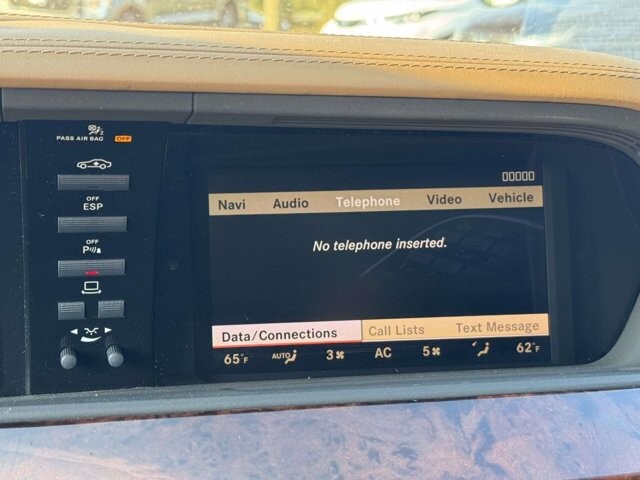 PASS AIR BAG OFF
OFF
ESP
OFF
P
Navi Audio Telephone Video Vehicle
No telephone inserted.
Data/Connections Call Lists Text Message
65°F AUTO 3 AC 5 62°F